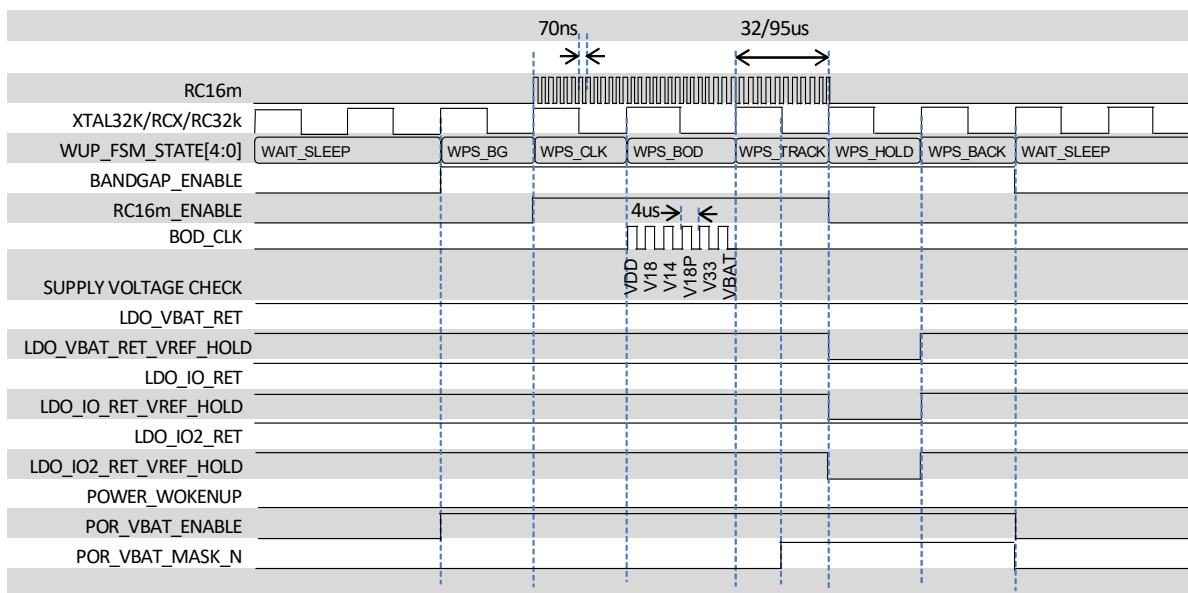 70ns
32/95us
RC16m
XTAL32K/RCX/RC32k
WUP_FSM_STATE[4:0] WAIT_SLEEP WPS_BG WPS_CLK WPS_BOD WPS_TRACK WPS_HOLD WPS_BACK WAIT_SLEEP
BANDGAP_ENABLE
RC16m_ENABLE 4us
BOD_CLK
SUPPLY VOLTAGE CHECK
VDD
V18
V14
V18P
V33
VBAT
LDO_VBAT_RET
LDO_VBAT_RET_VREF_HOLD
LDO_IO_RET
LDO_IO_RET_VREF_HOLD
LDO_IO2_RET
LDO_IO2_RET_VREF_HOLD
POWER_WOKENUP
POR_VBAT_ENABLE
POR_VBAT_MASK_N